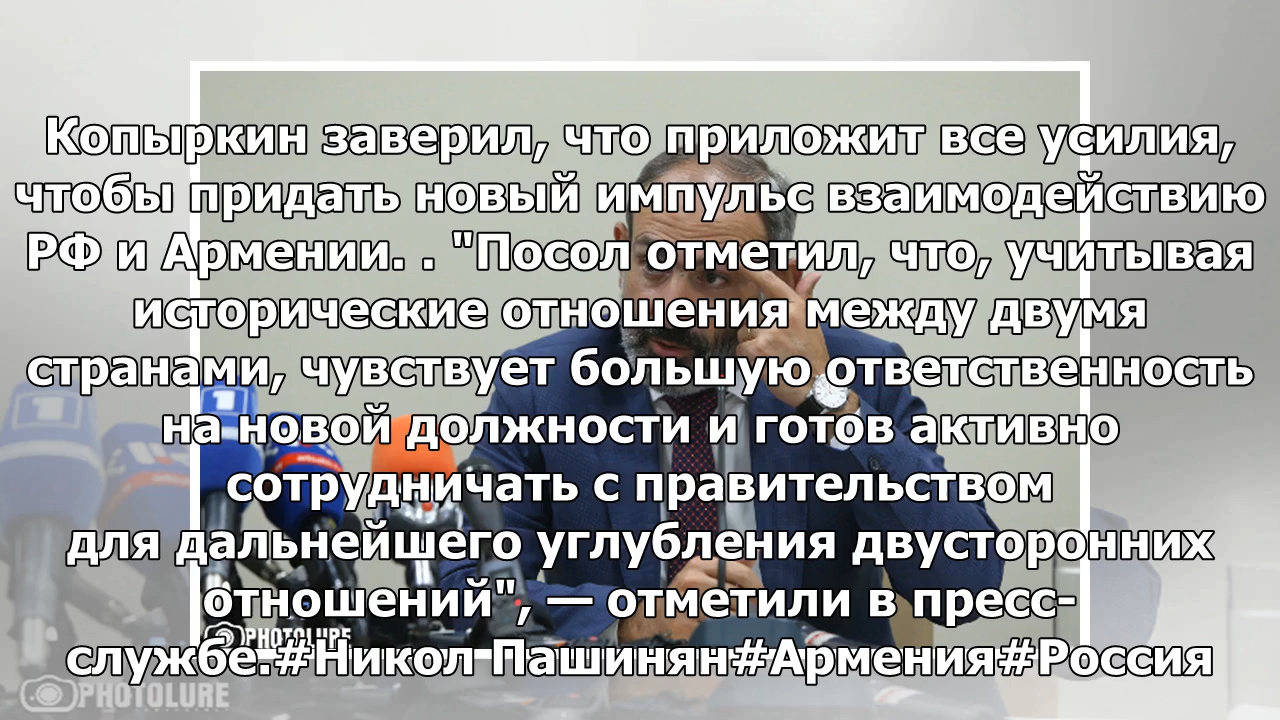 Копыркин заверил, что приложит все усилия,
чтобы придать новый импульс взаимодействию
РФ и Армении. . "Посол отметил, что, учитывая
исторические отношения между двумя
странами, чувствует большую ответственность
на новой должности и готов активно
сотрудничать с правительством
для дальнейшего углубления двусторонних
отношений", — отметили в пресс-
службе.#Никол Пашинян#Армения#Россия
1
PHOTOLURE
PHOTOLURE